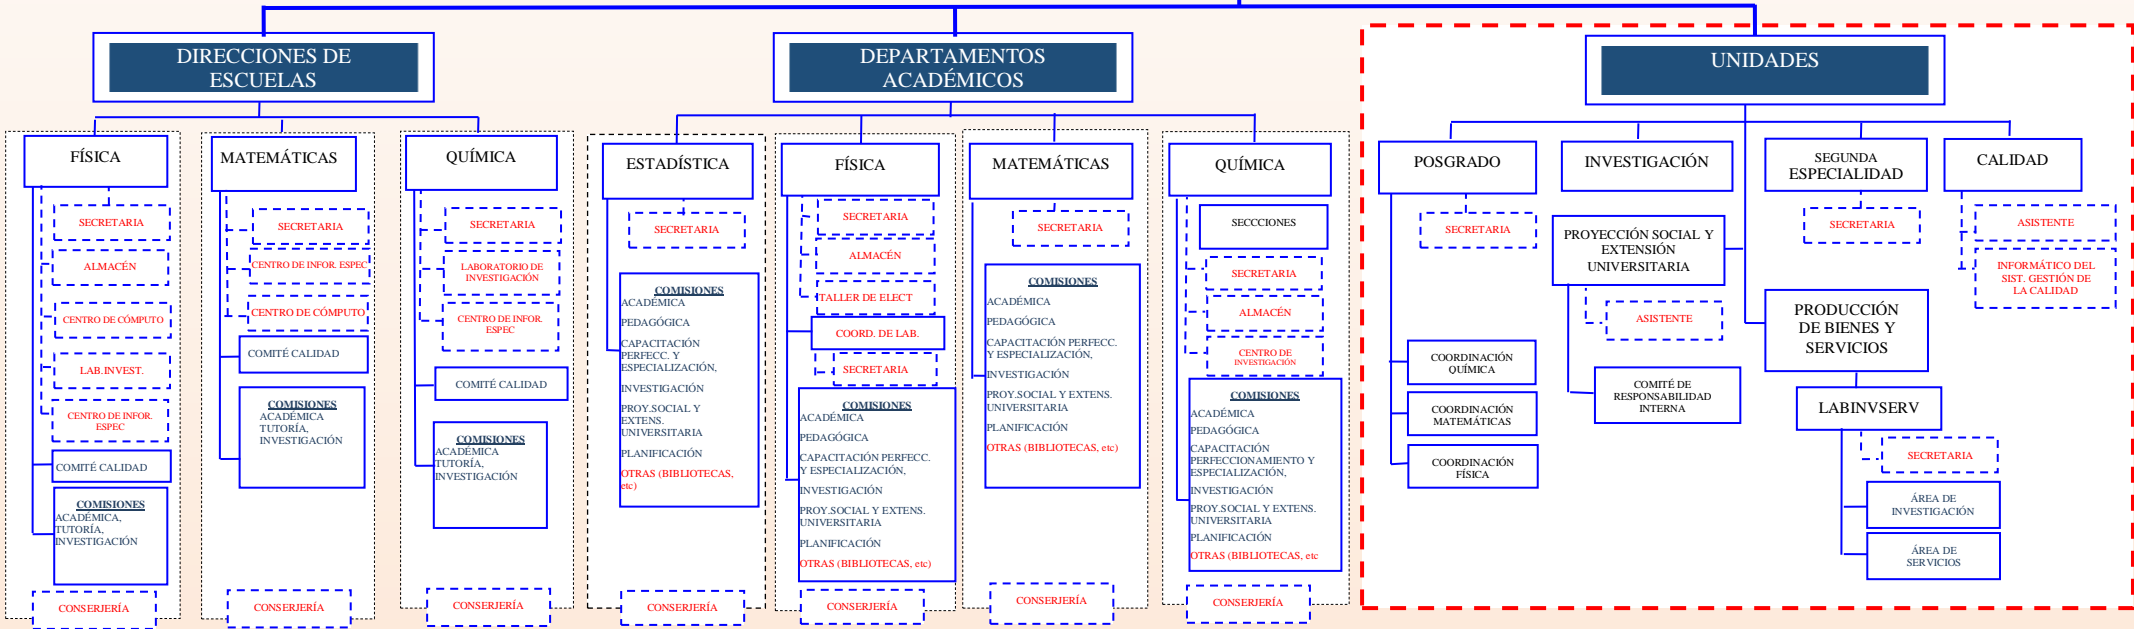 DIRECCIONES DE
ESCUELAS
FÍSICA
SECRETARIA
ALMACÉN
CENTRO DE CÓMPUTO
LAB.INVEST.
CENTRO DE INFOR.
ESPEC
COMITÉ CALIDAD
COMISIONES
ACADÉMICA,
TUTORÍA,
INVESTIGACIÓN
CONSERJERÍA
MATEMÁTICAS
SECRETARIA
CENTRO DE INFOR. ESPEC
CENTRO DE CÓMPUTO
COMITÉ CALIDAD
COMISIONES
ACADÉMICA
TUTORÍA,
INVESTIGACIÓN
CONSERJERÍA
QUÍMICA
SECRETARIA
LABORATORIO DE
INVESTIGACIÓN
CENTRO DE INFOR.
ESPEC
COMITÉ CALIDAD
COMISIONES
ACADÉMICA
TUTORÍA,
INVESTIGACIÓN
CONSERJERÍA
DEPARTAMENTOS
ACADÉMICOS
ESTADÍSTICA
SECRETARIA
COMISIONES
ACADÉMICA
PEDAGÓGICA
CAPACITACIÓN
PERFECC. Y
ESPECIALIZACIÓN,
INVESTIGACIÓN
PROY.SOCIAL Y
EXTENS.
UNIVERSITARIA
PLANIFICACIÓN
OTRAS (BIBLIOTECAS,
etc)
CONSERJERÍA
FÍSICA
SECRETARIA
ALMACÉN
TALLER DE ELECT
COORD. DE LAB.
SECRETARIA
COMISIONES
ACADÉMICA
PEDAGÓGICA
CAPACITACIÓN PERFECC.
Y ESPECIALIZACIÓN,
INVESTIGACIÓN
PROY.SOCIAL Y EXTENS.
UNIVERSITARIA
PLANIFICACIÓN
OTRAS (BIBLIOTECAS, etc)
CONSERJERÍA
MATEMÁTICAS
SECRETARIA
COMISIONES
ACADÉMICA
PEDAGÓGICA
CAPACITACIÓN PERFECC.
Y ESPECIALIZACIÓN,
INVESTIGACIÓN
PROY.SOCIAL Y EXTENS.
UNIVERSITARIA
PLANIFICACIÓN
OTRAS (BIBLIOTECAS, etc)
CONSERJERÍA
QUÍMICA
SECCCIONES
SECRETARIA
ALMACÉN
CENTRO DE
INVESTIGACIÓN
COMISIONES
ACADÉMICA
PEDAGÓGICA
CAPACITACIÓN
PERFECCIONAMIENTO Y
ESPECIALIZACIÓN,
INVESTIGACIÓN
PROY.SOCIAL Y EXTENS.
UNIVERSITARIA
PLANIFICACIÓN
OTRAS (BIBLIOTECAS, etc
CONSERJERÍA
UNIDADES
POSGRADO
SECRETARIA
COORDINACIÓN
QUÍMICA
COORDINACIÓN
MATEMÁTICAS
COORDINACIÓN
FÍSICA
INVESTIGACIÓN
PROYECCIÓN SOCIAL Y
EXTENSIÓN
UNIVERSITARIA
ASISTENTE
COMITÉ DE
RESPONSABILIDAD
INTERNA
SEGUNDA
ESPECIALIDAD
SECRETARIA
PRODUCCIÓN
DE BIENES Y
SERVICIOS
LABINVSERV
SECRETARIA
ÁREA DE
INVESTIGACIÓN
ÁREA DE
SERVICIOS
CALIDAD
ASISTENTE
INFORMÁTICO DEL
SIST. GESTIÓN DE
LA CALIDAD